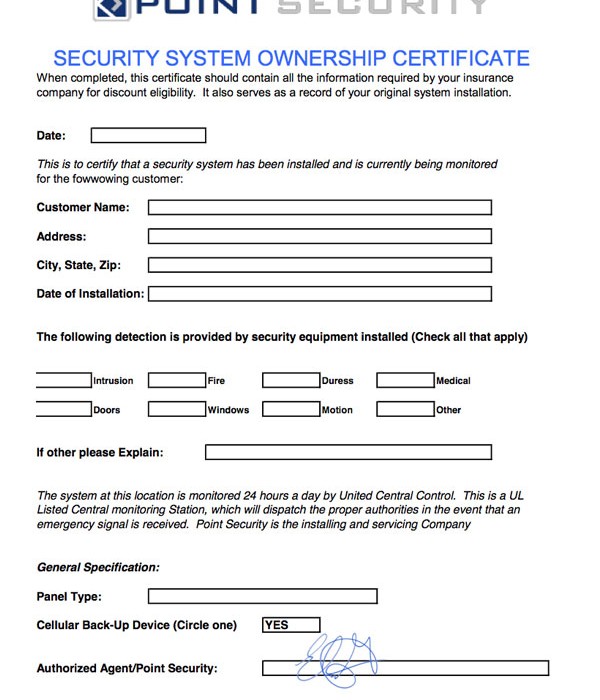 POINT SECURITY
SECURITY SYSTEM OWNERSHIP CERTIFICATE
When completed, this certificate should contain all the information required by your insurance
company for discount eligibility. It also serves as a record of your original system installation.
Date:
This is to certify that a security system has been installed and is currently being monitored
for the fowwowing customer:
Customer Name:
Address:
City, State, Zip:
Date of Installation:
The following detection is provided by security equipment installed (Check all that apply)
Intrusion Fire Duress Medical
Doors Windows Motion Other
If other please Explain:
The system at this location is monitored 24 hours a day by United Central Control. This is a UL
Listed Central monitoring Station, which will dispatch the proper authorities in the event that an
emergency signal is received. Point Security is the installing and servicing Company
General Specification:
Panel Type:
Cellular Back-Up Device (Circle one) YES
Authorized Agent/Point Security: